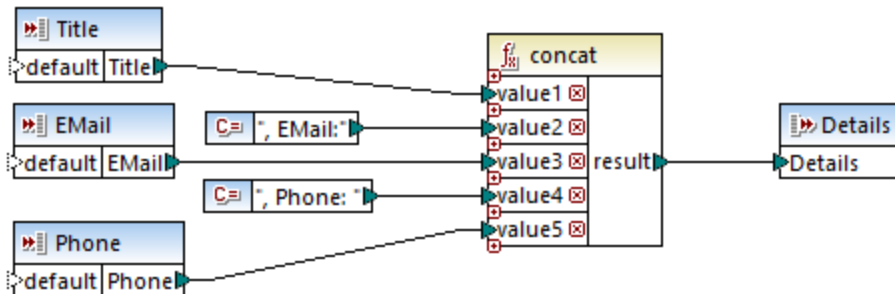 Title
default Title
EMail
default EMail
Phone
default Phone
C= ", EMail:"
C= ", Phone: "
fx concat
value1
value2
value3 result
value4
value5
Details
Details